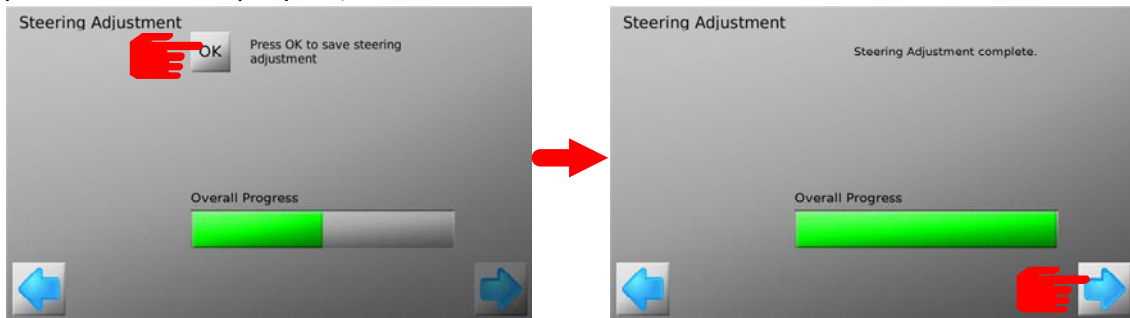 Steering Adjustment
OK
Press OK to save steering
adjustment
Overall Progress
Steering Adjustment
Steering Adjustment complete.
Overall Progress